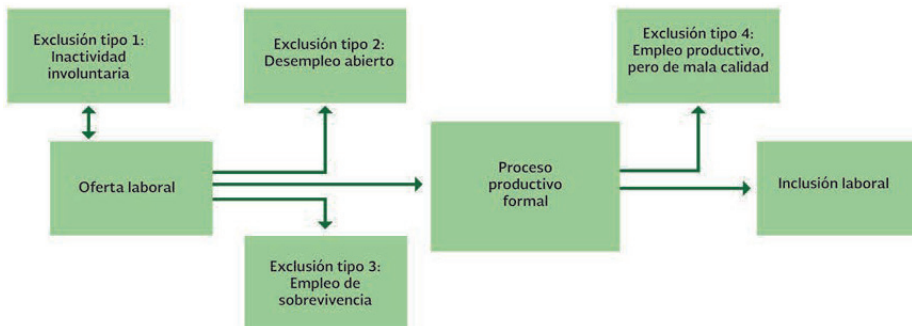 Exclusión tipo 1:
Inactividad
involuntaria
Exclusión tipo 2:
Desempleo abierto
Exclusión tipo 4:
Empleo productivo,
pero de mala calidad
Oferta laboral
Proceso
productivo
formal
Inclusión laboral
Exclusión tipo 3:
Empleo de
sobrevivencia